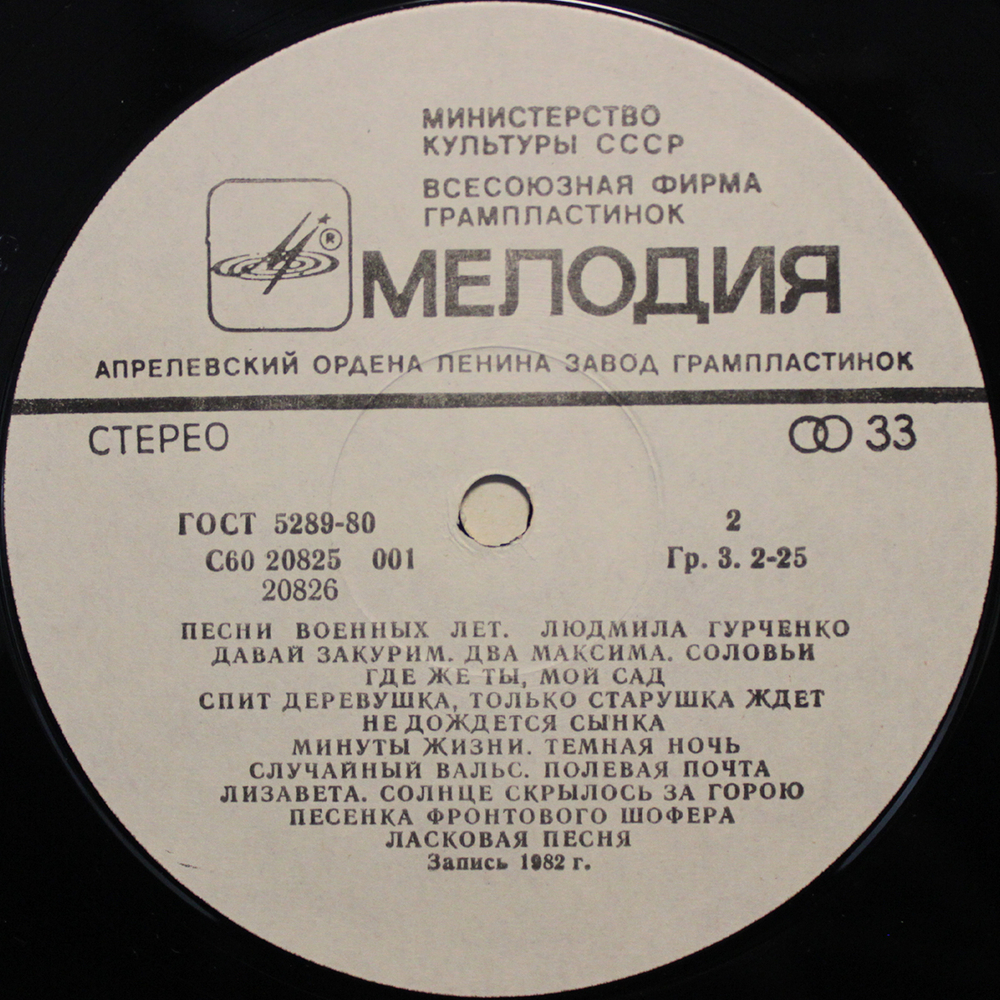 МИНИСТЕРСТВО
КУЛЬТУРЫ СССР
ВСЕСОЮЗНАЯ ФИРМА
ГРАМПЛАСТИНОК
®
МЕЛОДИЯ
АПРЕЛЕВСКИЙ ОРДЕНА ЛЕНИНА ЗАВОД ГРАМПЛАСТИНОК
СТЕРЕО
33
ГОСТ 5289-80
2
С60 20825 001
Гр. 3. 2-25
20826
ПЕСНИ ВОЕННЫХ ЛЕТ. ЛЮДМИЛА ГУРЧЕНКО
ДАВАЙ ЗАКУРИМ. ДВА МАКСИМА. СОЛОВЬИ
ГДЕ ЖЕ ТЫ, МОЙ САД
СПИТ ДЕРЕВУШКА, ТОЛЬКО СТАРУШКА ЖДЕТ
НЕ ДОЖДЕТСЯ СЫНКА
МИНУТЫ ЖИЗНИ. ТЕМНАЯ НОЧЬ
СЛУЧАЙНЫЙ ВАЛЬС. ПОЛЕВАЯ ПОЧТА
ЛИЗАВЕТА. СОЛНЦЕ СКРЫЛОСЬ ЗА ГОРОЮ
ПЕСЕНКА ФРОНТОВОГО ШОФЕРА
ЛАСКОВАЯ ПЕСНЯ
Запись 1982 г.